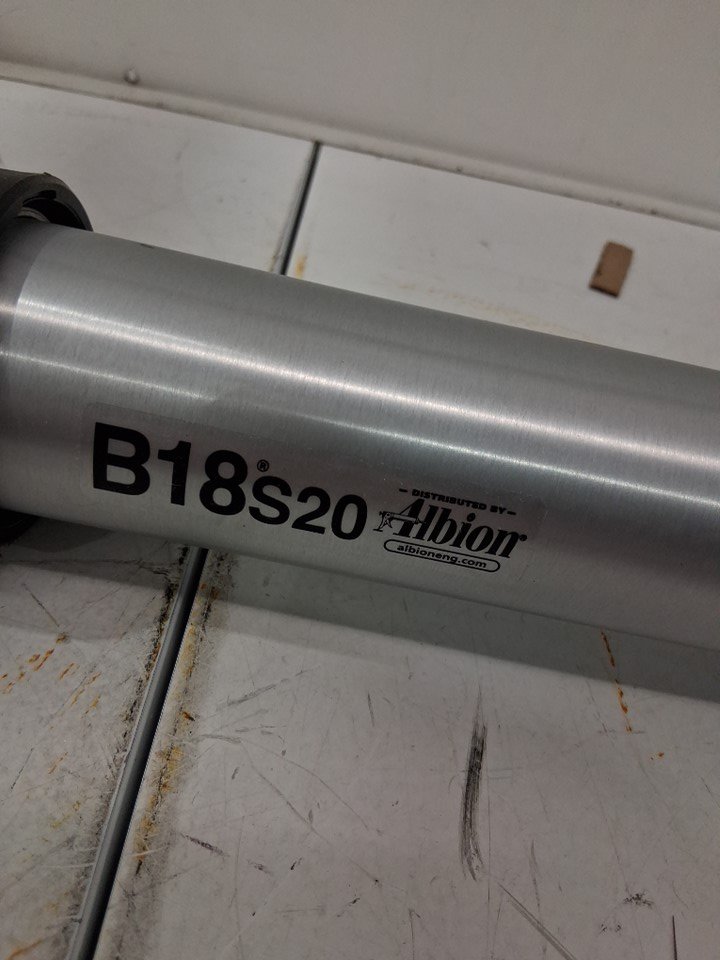 B18®S20
– DISTRIBUTED BY –
Albion®
albioneng.com